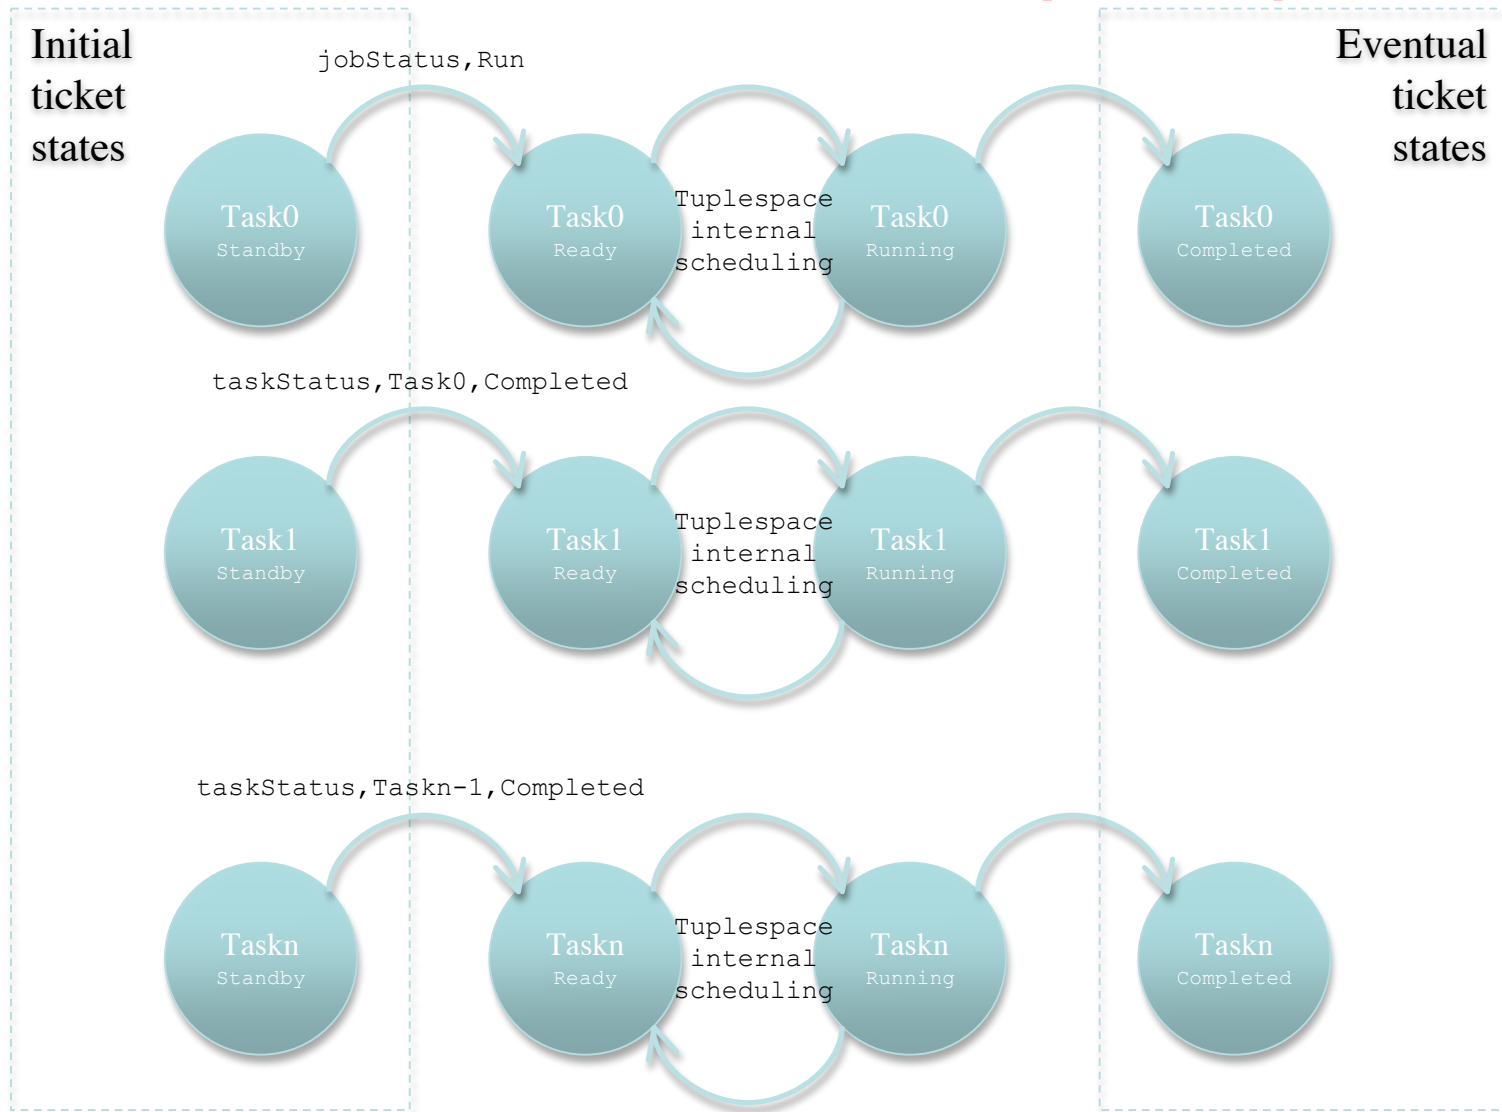 Initial
ticket
states
Eventual
ticket
states
jobStatus,Run
Task0
Standby
Task0
Ready
Tuplespace
internal
scheduling
Task0
Running
Task0
Completed
taskStatus,Task0,Completed
Task1
Standby
Task1
Ready
Tuplespace
internal
scheduling
Task1
Running
Task1
Completed
taskStatus,Taskn-1,Completed
Taskn
Standby
Taskn
Ready
Tuplespace
internal
scheduling
Taskn
Running
Taskn
Completed